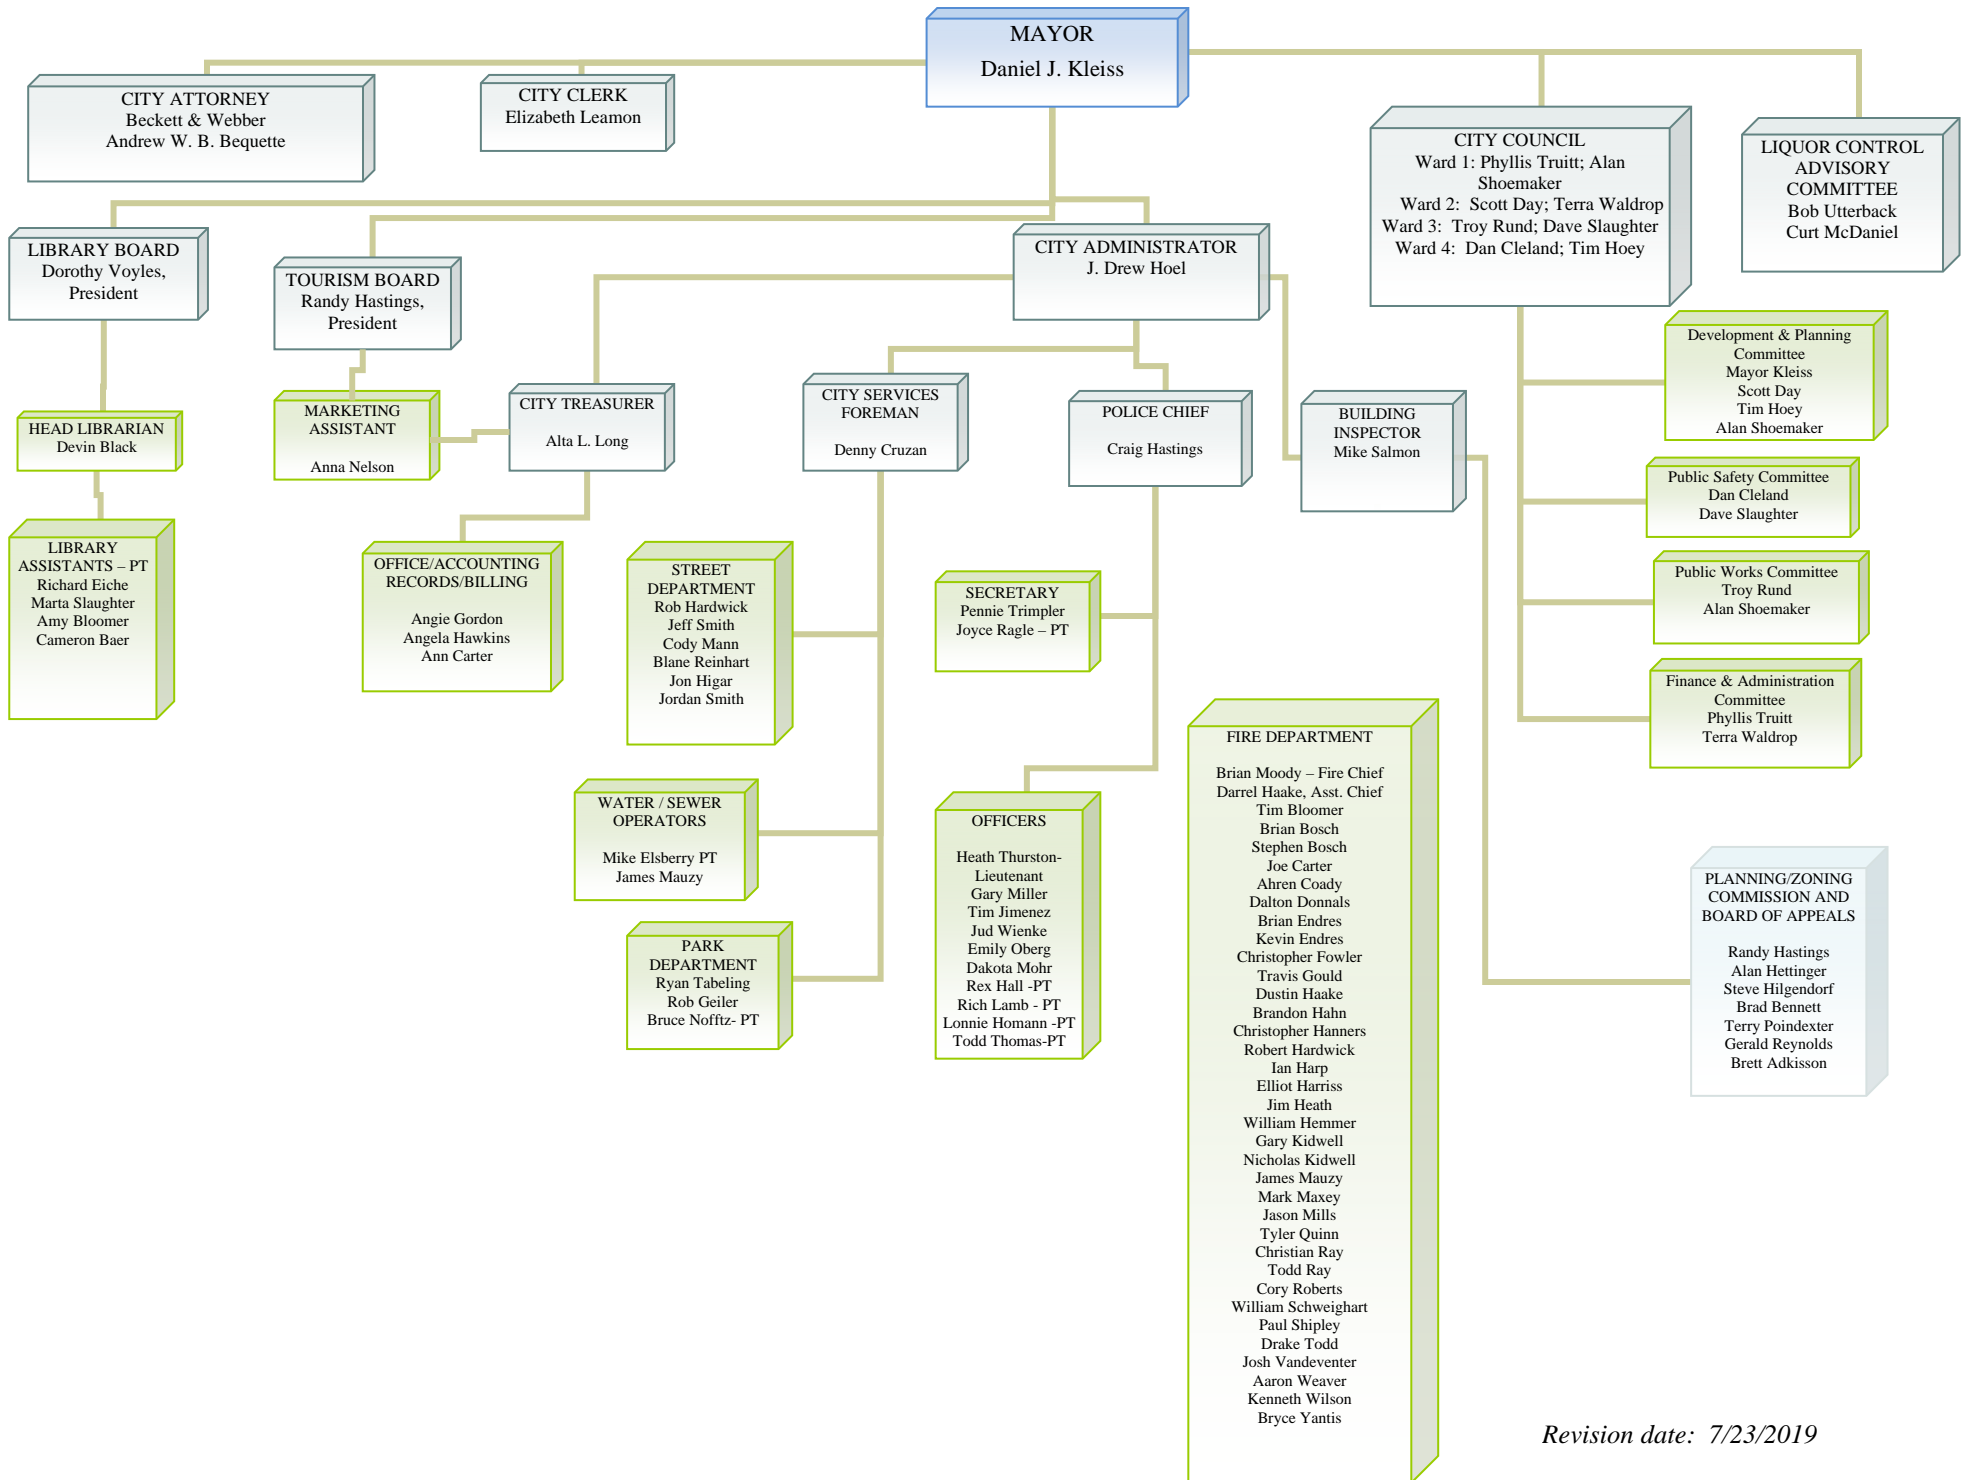 MAYOR
Daniel J. Kleiss
CITY ATTORNEY
Beckett & Webber
Andrew W. B. Bequette
CITY CLERK
Elizabeth Leamon
CITY COUNCIL
Ward 1: Phyllis Truitt; Alan
Shoemaker
Ward 2:  Scott Day; Terra Waldrop
Ward 3:  Troy Rund; Dave Slaughter
Ward 4:  Dan Cleland; Tim Hoey
LIQUOR CONTROL
ADVISORY
COMMITTEE
Bob Utterback
Curt McDaniel
LIBRARY BOARD
Dorothy Voyles,
President
TOURISM BOARD
Randy Hastings,
President
CITY ADMINISTRATOR
J. Drew Hoel
HEAD LIBRARIAN
Devin Black
MARKETING
ASSISTANT
Anna Nelson
CITY TREASURER
Alta L. Long
CITY SERVICES
FOREMAN
Denny Cruzan
POLICE CHIEF
Craig Hastings
BUILDING
INSPECTOR
Mike Salmon
Development & Planning
Committee
Mayor Kleiss
Scott Day
Tim Hoey
Alan Shoemaker
Public Safety Committee
Dan Cleland
Dave Slaughter
Public Works Committee
Troy Rund
Alan Shoemaker
Finance & Administration
Committee
Phyllis Truitt
Terra Waldrop
LIBRARY
ASSISTANTS – PT
Richard Eiche
Marta Slaughter
Amy Bloomer
Cameron Baer
OFFICE/ACCOUNTING
RECORDS/BILLING
Angie Gordon
Angela Hawkins
Ann Carter
STREET
DEPARTMENT
Rob Hardwick
Jeff Smith
Cody Mann
Blane Reinhart
Jon Higar
Jordan Smith
SECRETARY
Pennie Trimpler
Joyce Ragle – PT
WATER / SEWER
OPERATORS
Mike Elsberry PT
James Mauzy
PARK
DEPARTMENT
Ryan Tabeling
Rob Geiler
Bruce Nofftz- PT
OFFICERS
Heath Thurston-
Lieutenant
Gary Miller
Tim Jimenez
Jud Wienke
Emily Oberg
Dakota Mohr
Rex Hall -PT
Rich Lamb - PT
Lonnie Homann -PT
Todd Thomas-PT
FIRE DEPARTMENT
Brian Moody – Fire Chief
Darrel Haake, Asst. Chief
Tim Bloomer
Brian Bosch
Stephen Bosch
Joe Carter
Ahren Coady
Dalton Donnals
Brian Endres
Kevin Endres
Christopher Fowler
Travis Gould
Dustin Haake
Brandon Hahn
Christopher Hanners
Robert Hardwick
Ian Harp
Elliot Harriss
Jim Heath
William Hemmer
Gary Kidwell
Nicholas Kidwell
James Mauzy
Mark Maxey
Jason Mills
Tyler Quinn
Christian Ray
Todd Ray
Cory Roberts
William Schweighart
Paul Shipley
Drake Todd
Josh Vandeventer
Aaron Weaver
Kenneth Wilson
Bryce Yantis
PLANNING/ZONING
COMMISSION AND
BOARD OF APPEALS
Randy Hastings
Alan Hettinger
Steve Hilgendorf
Brad Bennett
Terry Poindexter
Gerald Reynolds
Brett Adkisson
Revision date:  7/23/2019